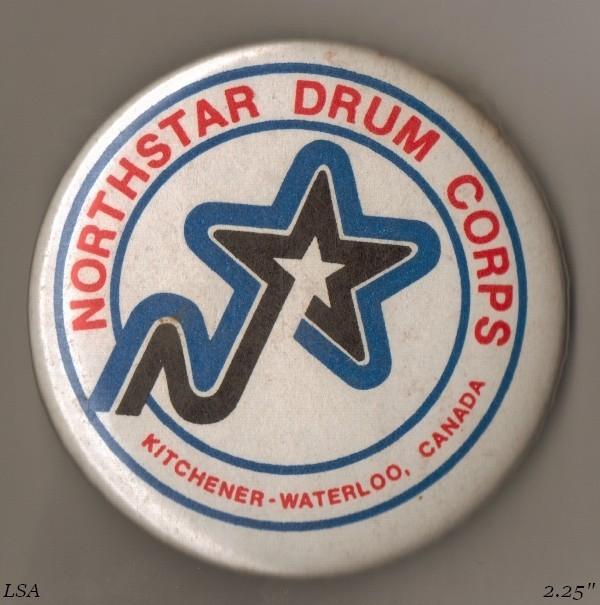 NORTHSTAR DRUM CORPS
KITCHENER-WATERLOO, CANADA
LSA
2.25"